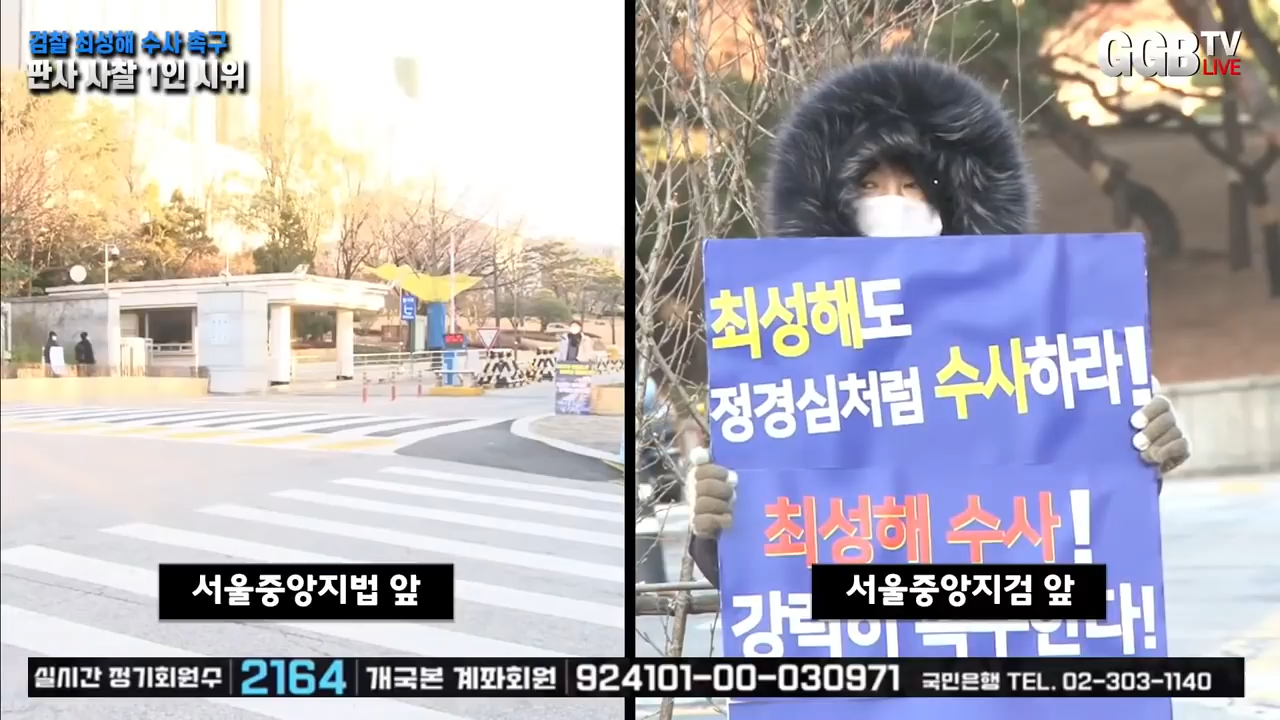 검찰 최성해 수사 촉구
판사 사찰 1인 시위
GGB TV
LIVE
최성해도
정경심처럼 수사하라!
최성해 수사!
강력히 촉구한다!
서울중앙지법 앞
서울중앙지검 앞
실시간 정기회원수 2164 개국본 계좌회원 924101-00-030971 국민은행 TEL. 02-303-1140